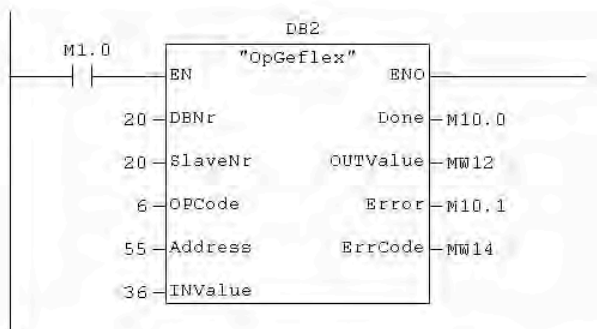 DB2
M1.0
"OpGeflex"
EN ENO
20 DBNr Done M10.0
20 SlaveNr OUTValue MW12
6 OPCode Error M10.1
55 Address ErrCode MW14
36 INValue